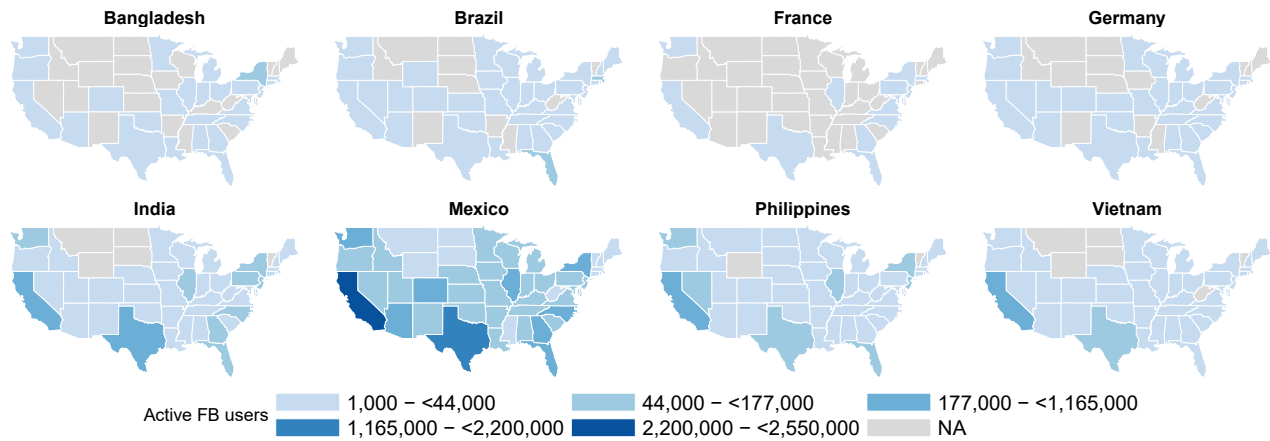 Bangladesh Brazil France Germany
India Mexico Philippines Vietnam
Active FB users
1,000 − <44,000 44,000 − <177,000 177,000 − <1,165,000
1,165,000 − <2,200,000 2,200,000 − <2,550,000 NA